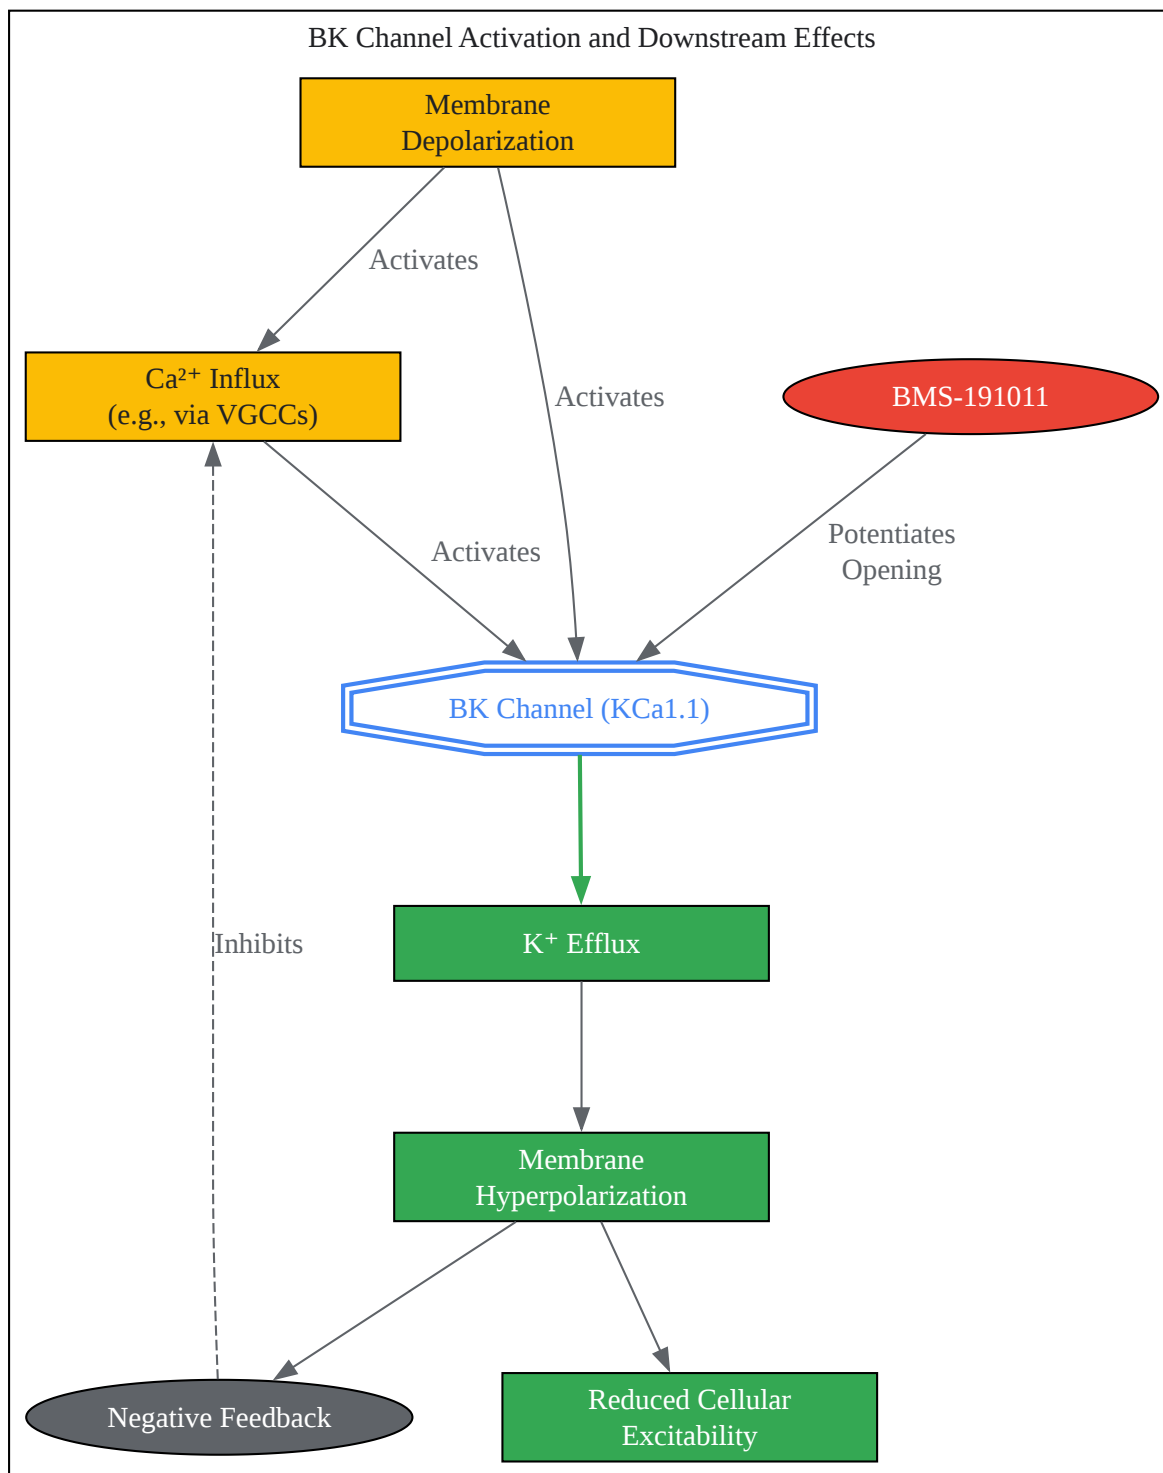 BK Channel Activation and Downstream Effects
Membrane
Depolarization
Activates
Ca²⁺ Influx
(e.g., via VGCCs)
Activates
BMS-191011
Activates
Potentiates
Opening
BK Channel (KCa1.1)
K⁺ Efflux
Inhibits
Membrane
Hyperpolarization
Negative Feedback
Reduced Cellular
Excitability